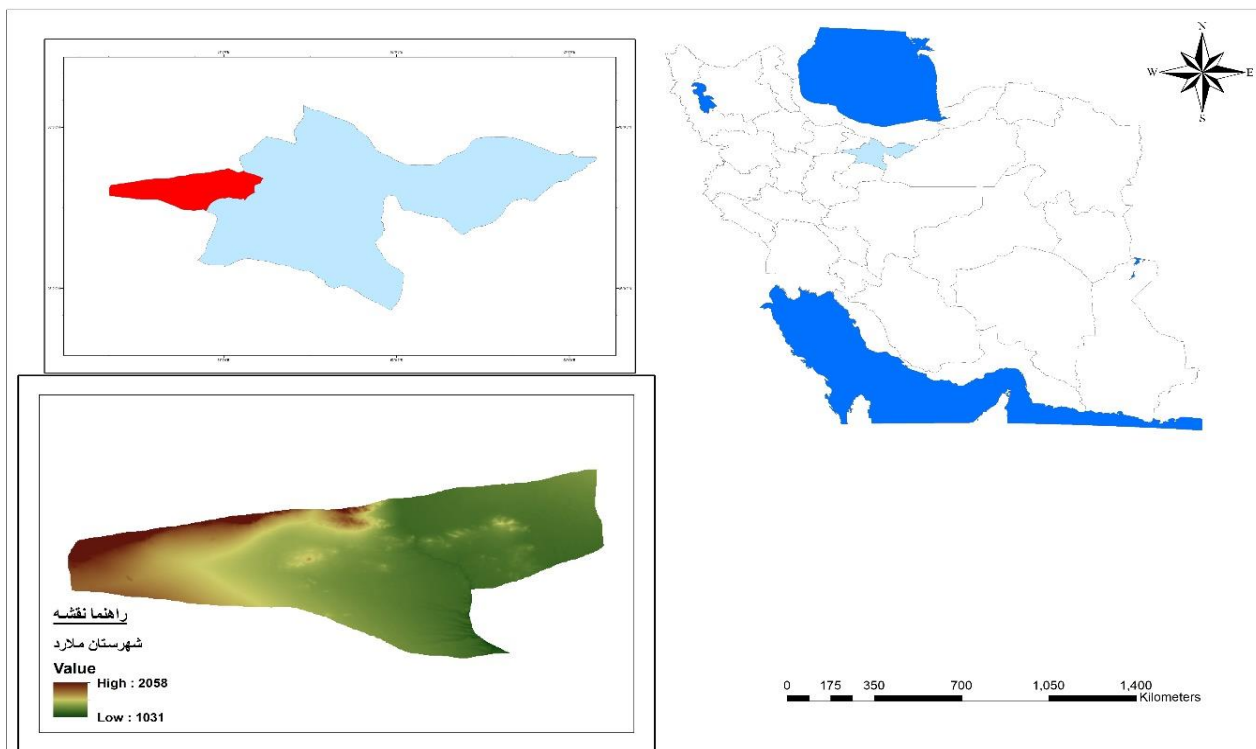 N
W E
S
راهنما نقشه
شهرستان ملارد
Value
High : 2058
Low : 1031
0 175 350 700 1,050 1,400
Kilometers